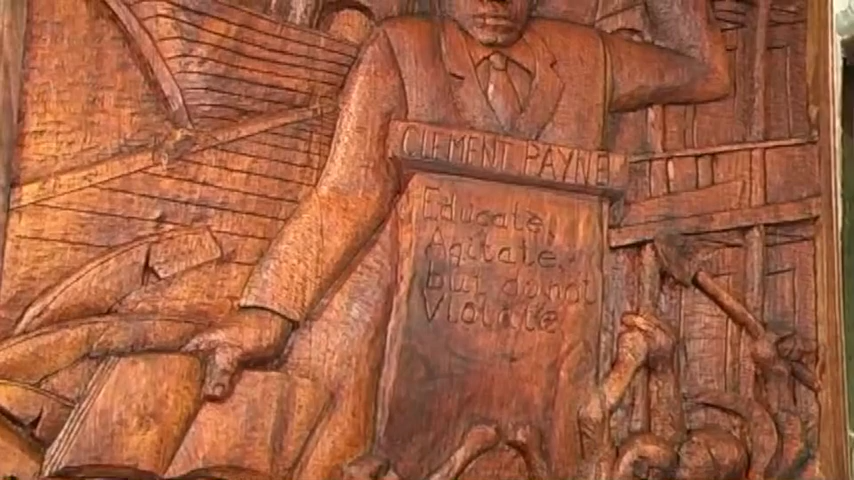 CLEMENT PAYNE
Educate,
Agitate,
but do not
Violate